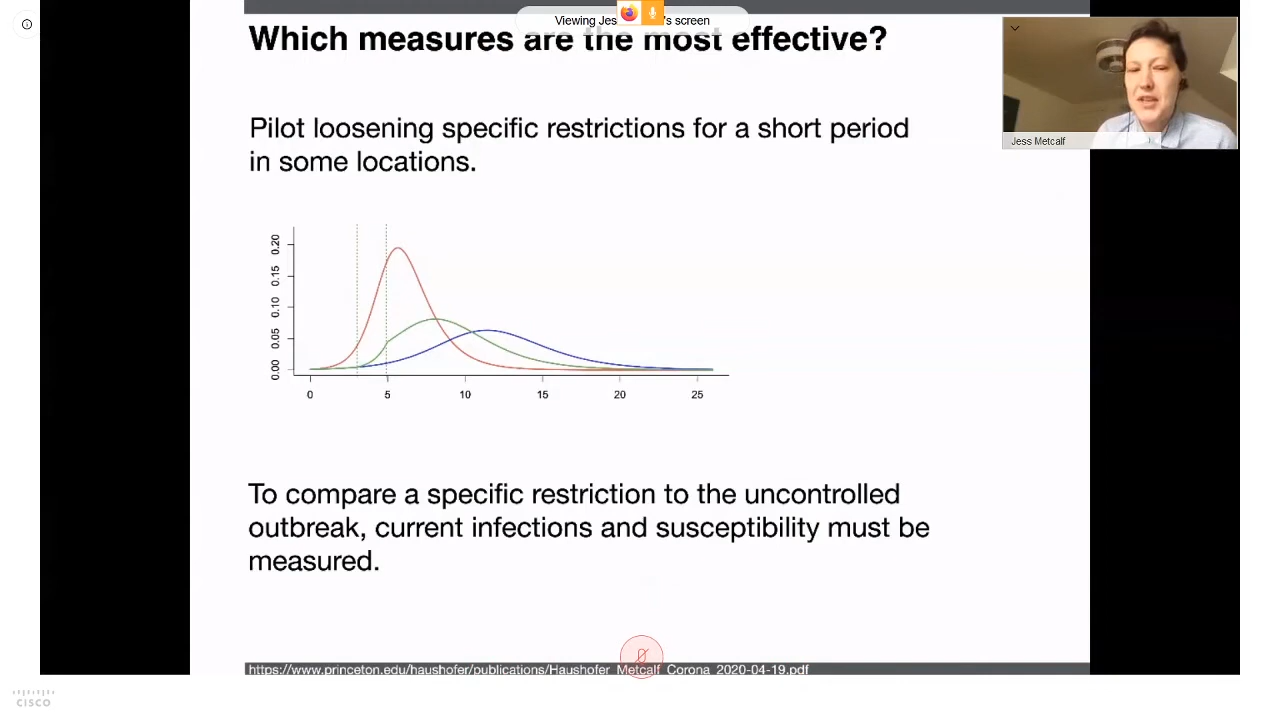 Viewing Jes 's screen
Which measures are the most effective?
Jess Metcalf
Pilot loosening specific restrictions for a short period
in some locations.
0.20
0.15
0.10
0.05
0.00
0 5 10 15 20 25
To compare a specific restriction to the uncontrolled
outbreak, current infections and susceptibility must be
measured.
https://www.princeton.edu/haushofer/publications/Haushofer_Metcalf_Corona_2020-04-19.pdf
CISCO